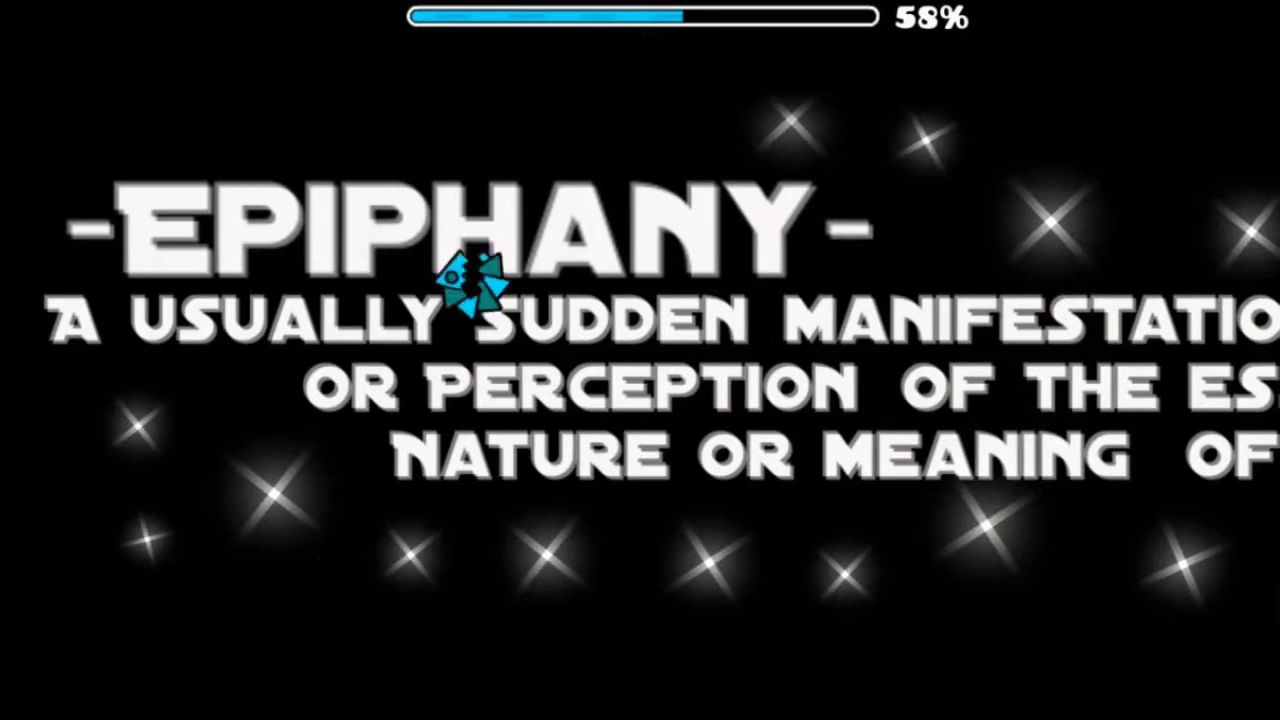 58%
-EPIPHANY-
A USUALLY SUDDEN MANIFESTATIO
OR PERCEPTION OF THE ES
NATURE OR MEANING OF